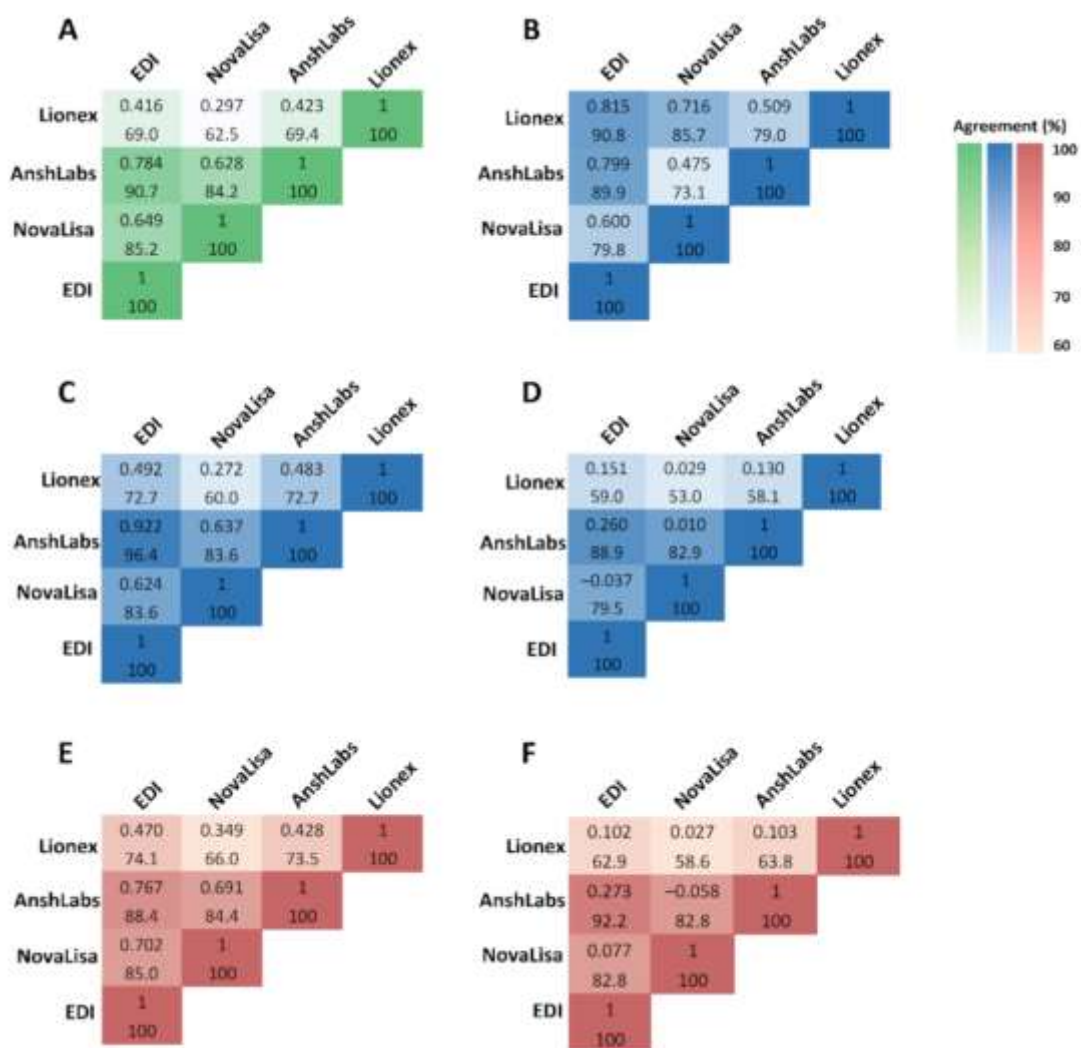 A
EDI NovaLisa AnshLabs Lionex
Lionex 0.416 0.297 0.423 1
69.0 62.5 69.4 100
AnshLabs 0.784 0.628 1
90.7 84.2 100
NovaLisa 0.649 1
85.2 100
EDI 1
100
B
EDI NovaLisa AnshLabs Lionex
Lionex 0.815 0.716 0.509 1
90.8 85.7 79.0 100
AnshLabs 0.799 0.475 1
89.9 73.1 100
NovaLisa 0.600 1
79.8 100
EDI 1
100
Agreement (%)
100
90
80
70
60
C
EDI NovaLisa AnshLabs Lionex
Lionex 0.492 0.272 0.483 1
72.7 60.0 72.7 100
AnshLabs 0.922 0.637 1
96.4 83.6 100
NovaLisa 0.624 1
83.6 100
EDI 1
100
D
EDI NovaLisa AnshLabs Lionex
Lionex 0.151 0.029 0.130 1
59.0 53.0 58.1 100
AnshLabs 0.260 0.010 1
88.9 82.9 100
NovaLisa −0.037 1
79.5 100
EDI 1
100
E
EDI NovaLisa AnshLabs Lionex
Lionex 0.470 0.349 0.428 1
74.1 66.0 73.5 100
AnshLabs 0.767 0.691 1
88.4 84.4 100
NovaLisa 0.702 1
85.0 100
EDI 1
100
F
EDI NovaLisa AnshLabs Lionex
Lionex 0.102 0.027 0.103 1
62.9 58.6 63.8 100
AnshLabs 0.273 −0.058 1
92.2 82.8 100
NovaLisa 0.077 1
82.8 100
EDI 1
100